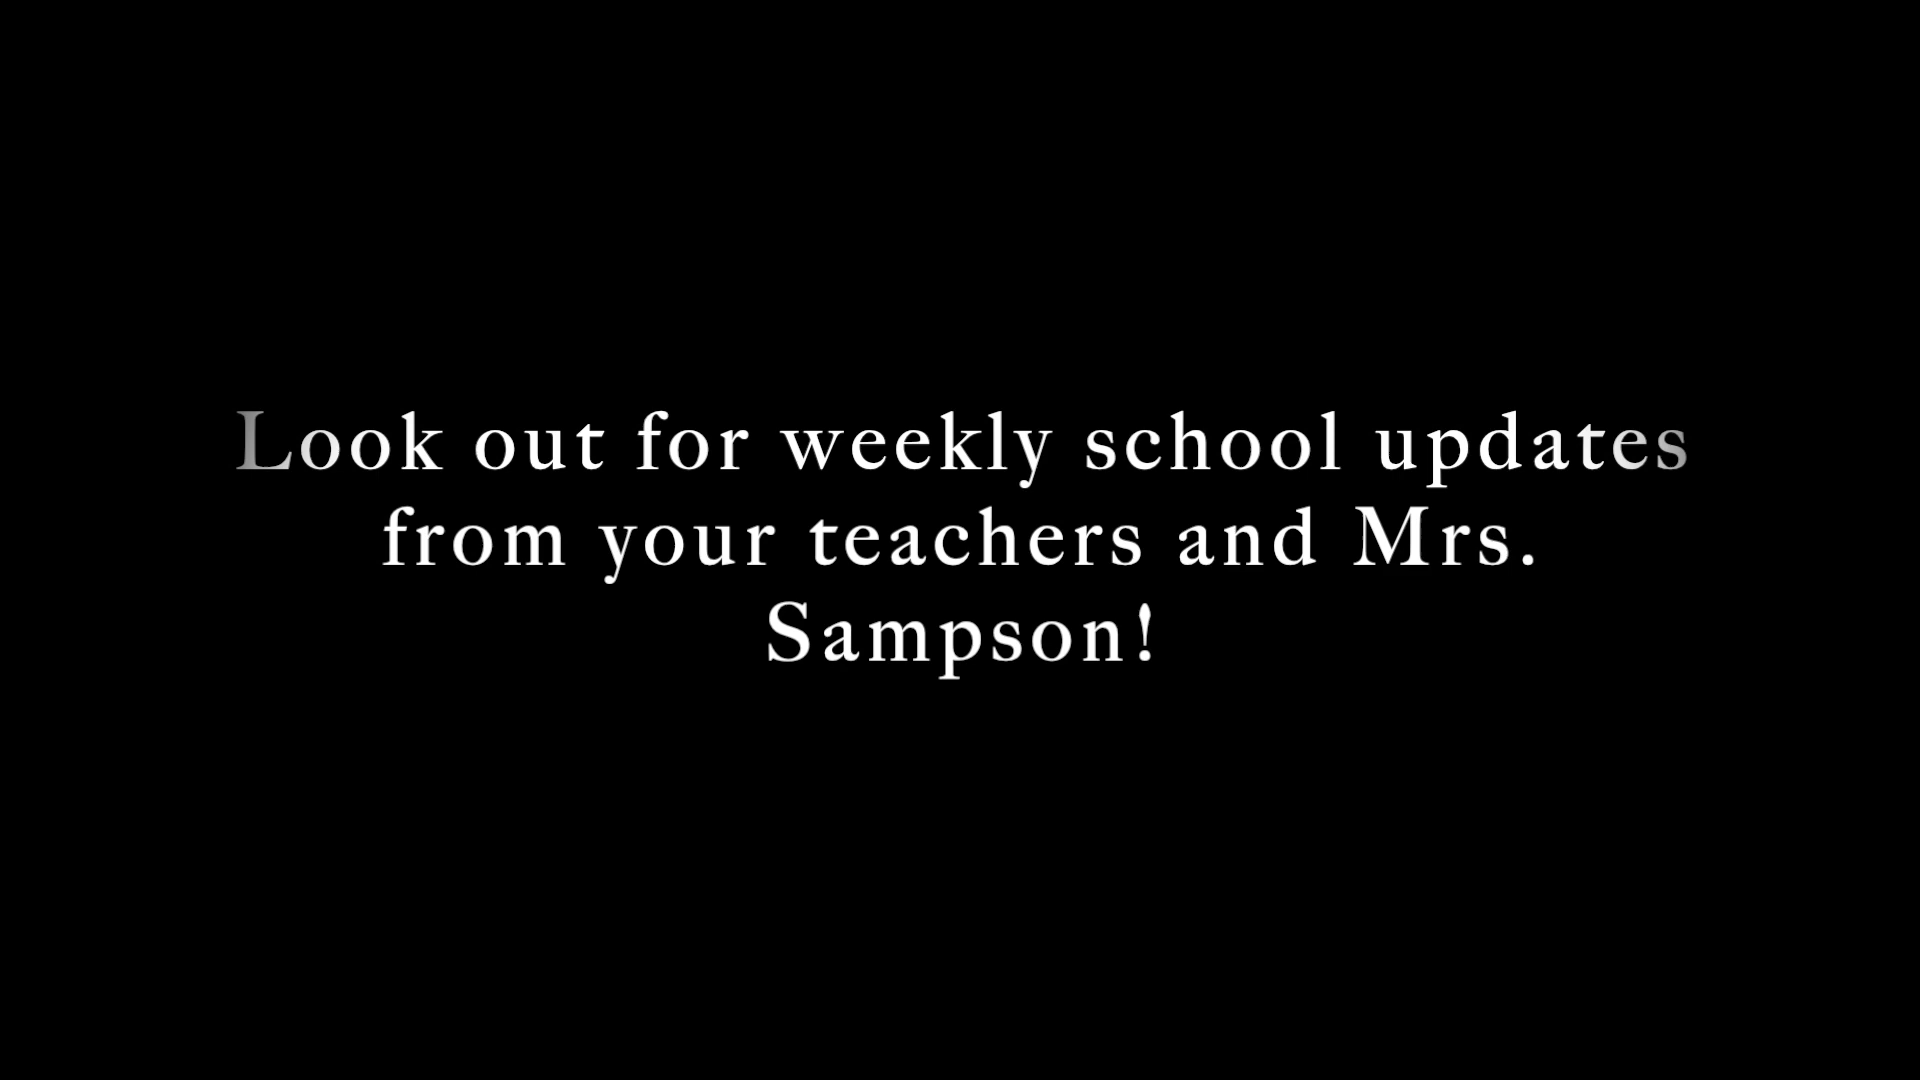 Look out for weekly school updates
from your teachers and Mrs.
Sampson!